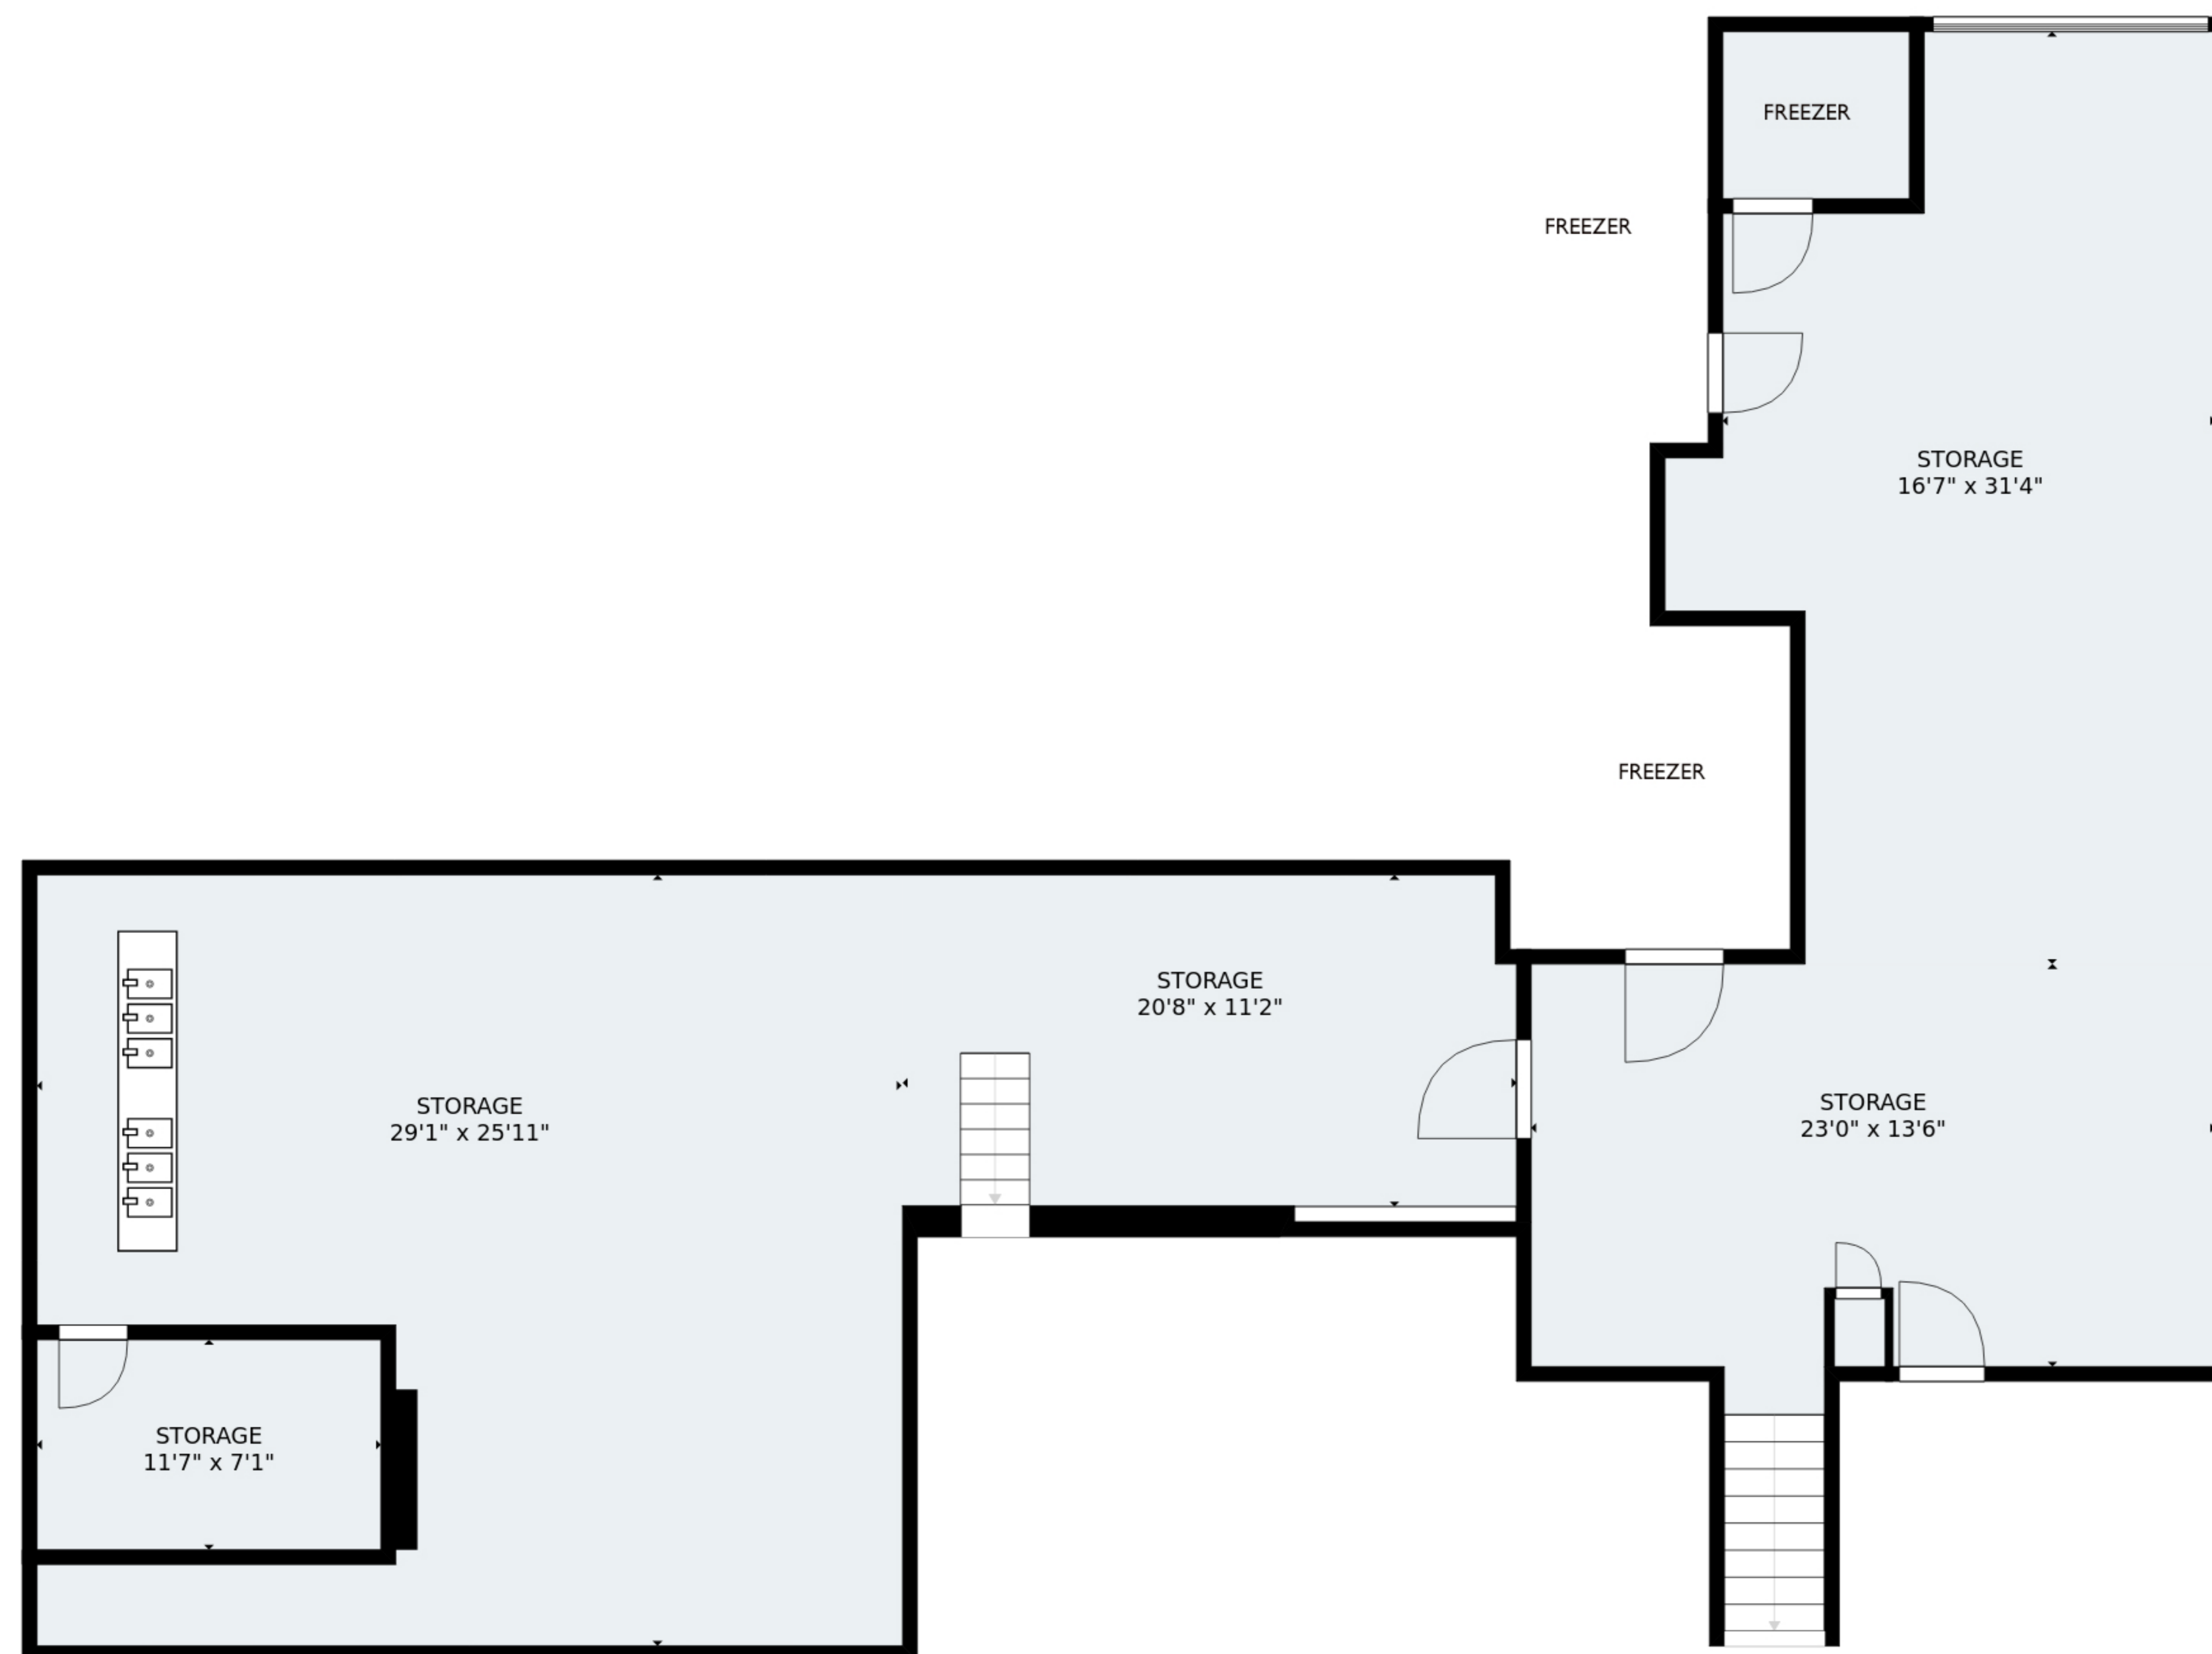 FREEZER
FREEZER
STORAGE
16'7" x 31'4"
FREEZER
STORAGE
20'8" x 11'2"
STORAGE
29'1" x 25'11"
STORAGE
23'0" x 13'6"
STORAGE
11'7" x 7'1"